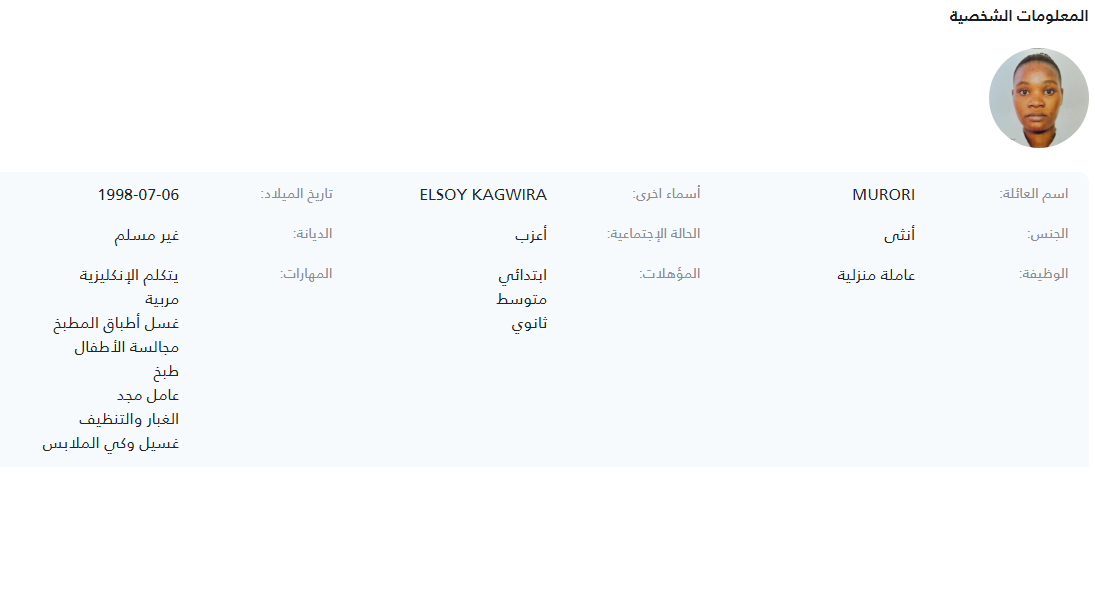 المعلومات الشخصية
اسم العائلة: MURORI أسماء اخرى: ELSOY KAGWIRA تاريخ الميلاد: 1998-07-06
الجنس: أنثى الحالة الإجتماعية: أعزب الديانة: غير مسلم
الوظيفة: عاملة منزلية المؤهلات: ابتدائي المهارات: يتكلم الإنكليزية
متوسط مربية
ثانوي غسل أطباق المطبخ
مجالسة الأطفال
طبخ
عامل مجد
الغبار والتنظيف
غسيل وكي الملابس